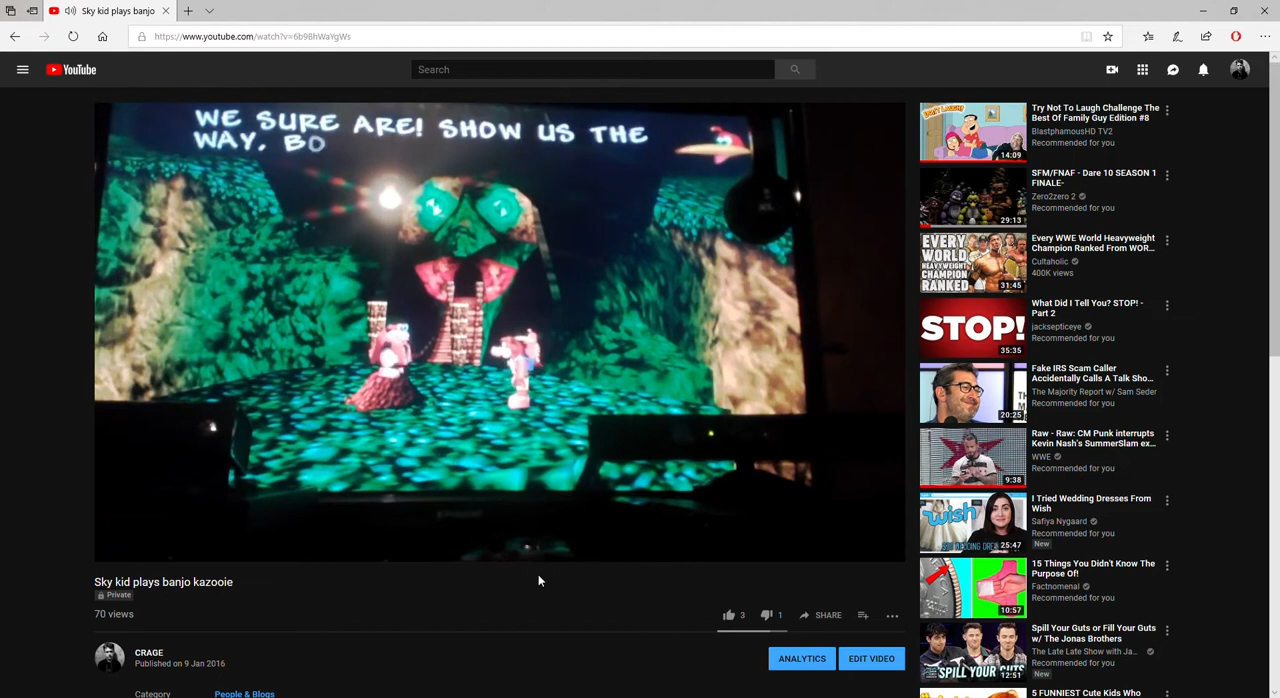 Sky kid plays banjo
https://www.youtube.com/watch?v=6b9BhWaYgWs
YouTube
Search
WE SURE ARE! SHOW US THE
WAY, BO
Sky kid plays banjo kazooie
Private
70 views
3
1
SHARE
CRAGE
Published on 9 Jan 2016
ANALYTICS
EDIT VIDEO
Category
People & Blogs
14:09
Try Not To Laugh Challenge The
Best Of Family Guy Edition #8
BlastphamousHD TV2
Recommended for you
29:13
SFM/FNAF - Dare 10 SEASON 1
FINALE-
Zero2zero 2
Recommended for you
EVERY
WORLD
HEAVYWEIGHT
CHAMPION
RANKED
31:45
Every WWE World Heavyweight
Champion Ranked From WOR...
Cultaholic
400K views
STOP!
35:35
What Did I Tell You? STOP! -
Part 2
jacksepticeye
Recommended for you
20:25
Fake IRS Scam Caller
Accidentally Calls A Talk Sho...
The Majority Report w/ Sam Seder
Recommended for you
9:38
Raw - Raw: CM Punk interrupts
Kevin Nash's SummerSlam ex...
WWE
Recommended for you
wish
25:47
I Tried Wedding Dresses From
Wish
Safiya Nygaard
Recommended for you
New
10:57
15 Things You Didn't Know The
Purpose Of!
Factnomenal
Recommended for you
SPILL YOUR GUTS
12:51
Spill Your Guts or Fill Your Guts
w/ The Jonas Brothers
The Late Late Show with Ja...
Recommended for you
New
5 FUNNIEST Cute Kids Who